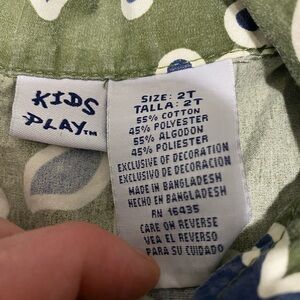 KIDS
PLAY™
SIZE: 2T
TALLA: 2T
55% COTTON
45% POLYESTER
55% ALGODON
45% POLIESTER
EXCLUSIVE OF DECORATION
EXCLUSIVO DE DECORACION
MADE IN BANGLADESH
HECHO EN BANGLADESH
RN 16435
CARE ON REVERSE
VEA EL REVERSO
PARA SU CUIDADO